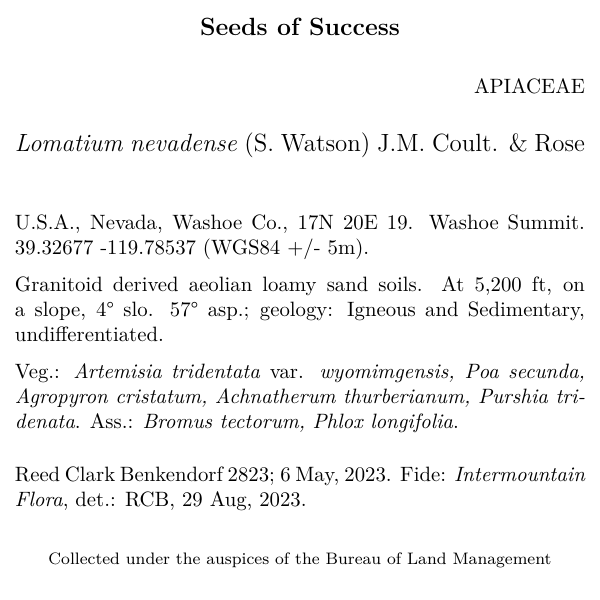 Seeds of Success
APIACEAE
Lomatium nevadense (S. Watson) J.M. Coult. & Rose
U.S.A., Nevada, Washoe Co., 17N 20E 19. Washoe Summit.
39.32677 -119.78537 (WGS84 +/- 5m).
Granitoid derived aeolian loamy sand soils. At 5,200 ft, on
a slope, 4° slo. 57° asp.; geology: Igneous and Sedimentary,
undifferentiated.
Veg.: Artemisia tridentata var. wyomimgensis, Poa secunda,
Agropyron cristatum, Achnatherum thurberianum, Purshia tri-
denata. Ass.: Bromus tectorum, Phlox longifolia.
Reed Clark Benkendorf 2823; 6 May, 2023. Fide: Intermountain
Flora, det.: RCB, 29 Aug, 2023.
Collected under the auspices of the Bureau of Land Management